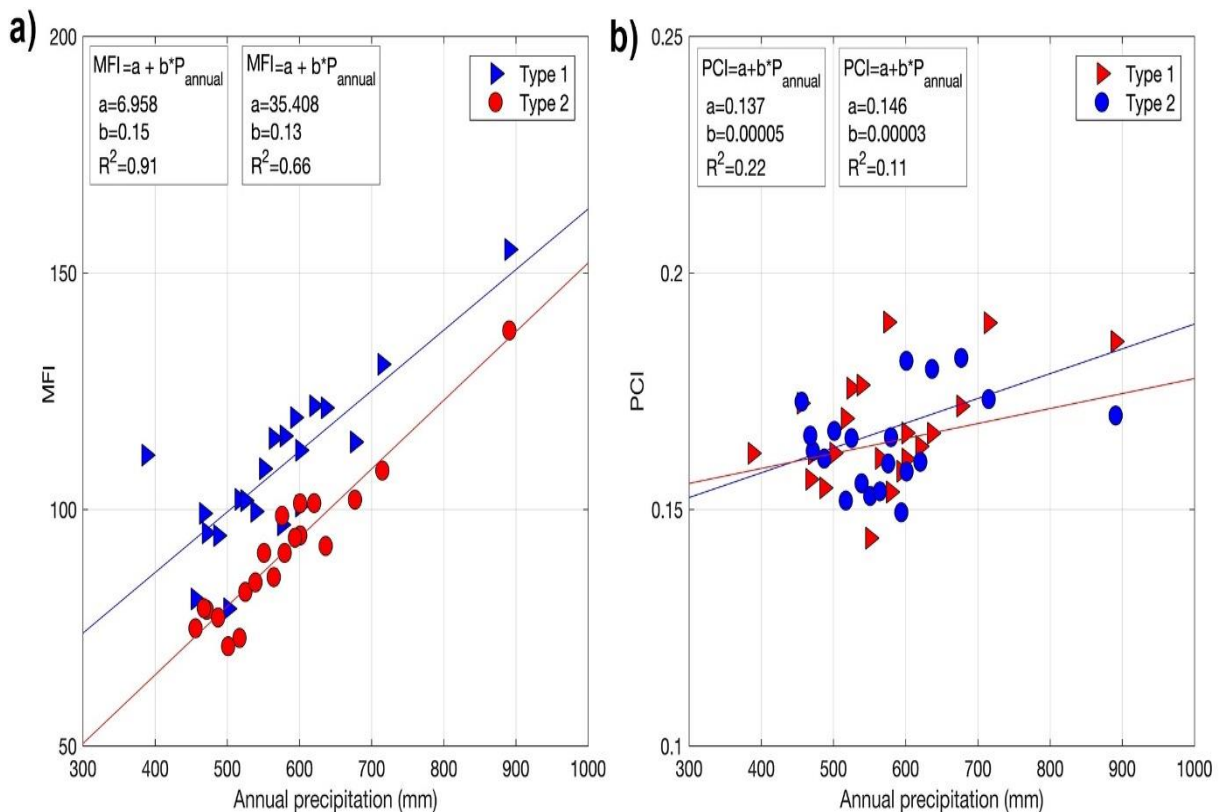 a)
MFI=a + b*P annual
a=6.958
b=0.15
R²=0.91
MFI=a + b*P annual
a=35.408
b=0.13
R²=0.66
Type 1
Type 2
200
150
100
50
MFI
300 400 500 600 700 800 900 1000
Annual precipitation (mm)
b)
PCI=a+b*P annual
a=0.137
b=0.00005
R²=0.22
PCI=a+b*P annual
a=0.146
b=0.00003
R²=0.11
Type 1
Type 2
0.25
0.2
0.15
0.1
PCI
300 400 500 600 700 800 900 1000
Annual precipitation (mm)